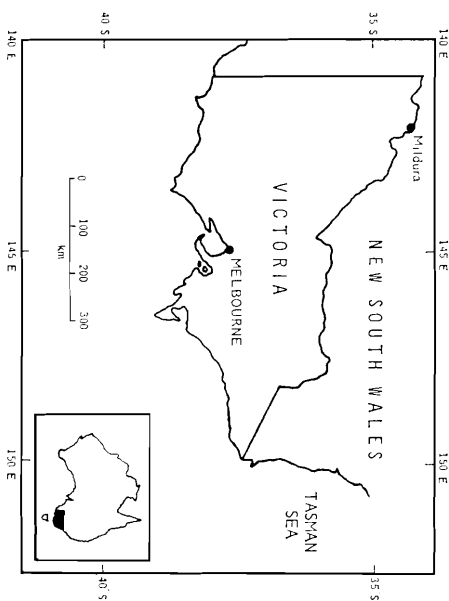 140 E
145 E
150 E
35 S
35 S
Mildura
NEW SOUTH WALES
VICTORIA
TASMAN
SEA
MELBOURNE
0 100 200 300
km
40 S
40°S
140 E
145 E
150 E